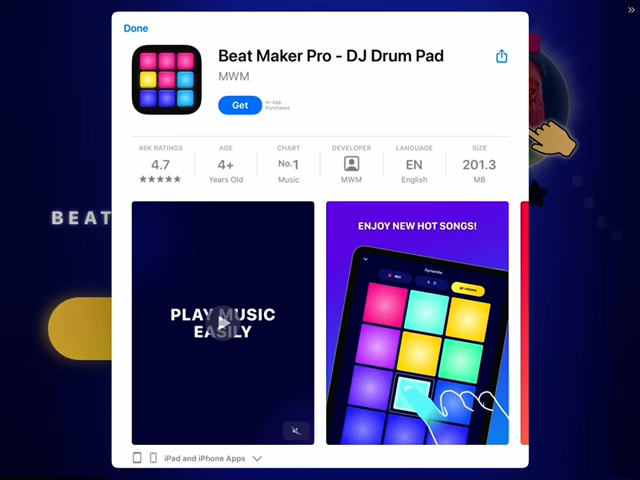 Done
Beat Maker Pro - DJ Drum Pad
MWM
Get
In-App
Purchases
46K RATINGS
4.7
AGE
4+
Years Old
CHART
No.1
Music
DEVELOPER
MWM
LANGUAGE
EN
English
SIZE
201.3
MB
BEAT
PLAY MUSIC
EASILY
ENJOY NEW HOT SONGS!
Dynamite
REC
A B
iPad and iPhone Apps